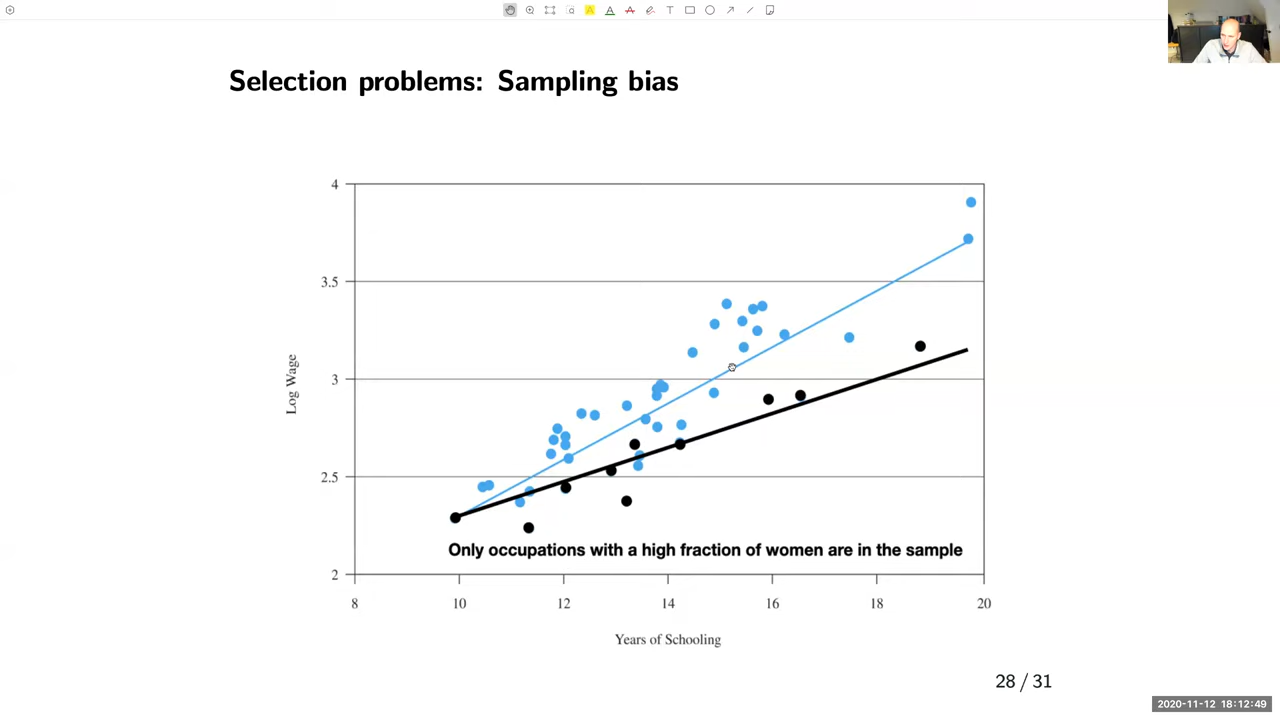 Selection problems: Sampling bias
4
3.5
3
2.5
2
Log Wage
Only occupations with a high fraction of women are in the sample
8 10 12 14 16 18 20
Years of Schooling
28 / 31
2020-11-12 18:12:49